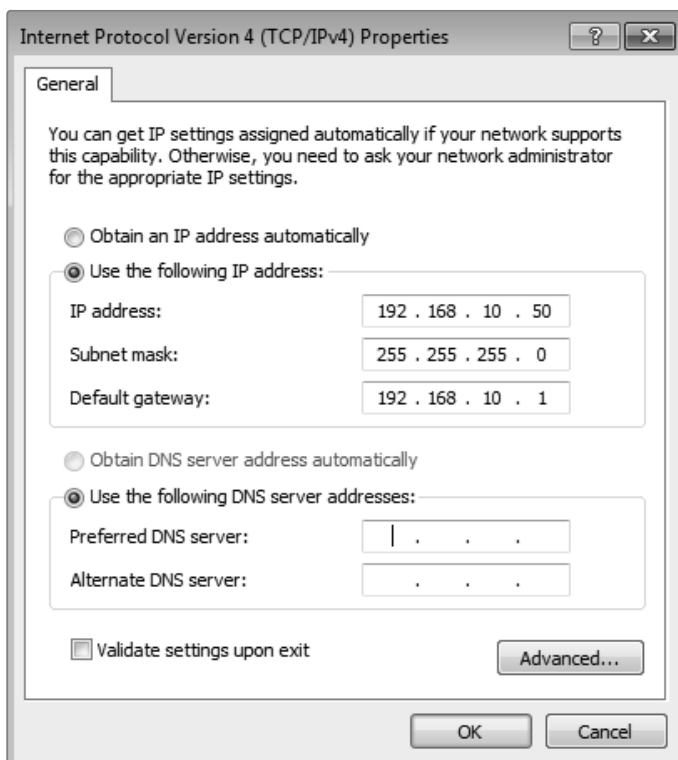 Internet Protocol Version 4 (TCP/IPv4) Properties
?
General
You can get IP settings assigned automatically if your network supports
this capability. Otherwise, you need to ask your network administrator
for the appropriate IP settings.
Obtain an IP address automatically
Use the following IP address:
IP address: 192 . 168 . 10 . 50
Subnet mask: 255 . 255 . 255 . 0
Default gateway: 192 . 168 . 10 . 1
Obtain DNS server address automatically
Use the following DNS server addresses:
Preferred DNS server: . . .
Alternate DNS server: . . .
Validate settings upon exit
Advanced...
OK Cancel